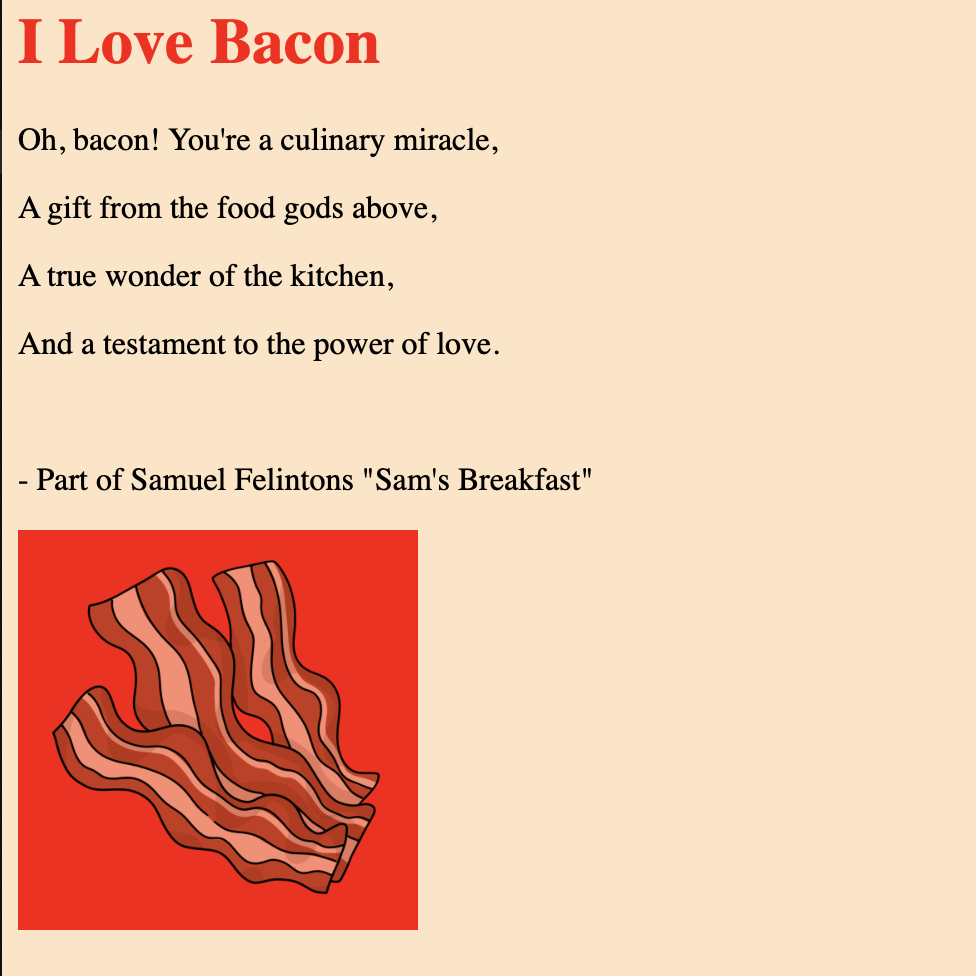 I Love Bacon
Oh, bacon! You're a culinary miracle,
A gift from the food gods above,
A true wonder of the kitchen,
And a testament to the power of love.
- Part of Samuel Felintons "Sam's Breakfast"